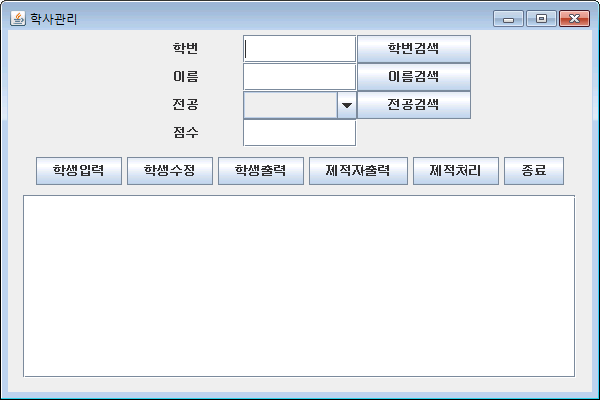 학사관리
학번 학번검색
이름 이름검색
전공 전공검색
점수
학생입력 학생수정 학생출력 제적자출력 제적처리 종료